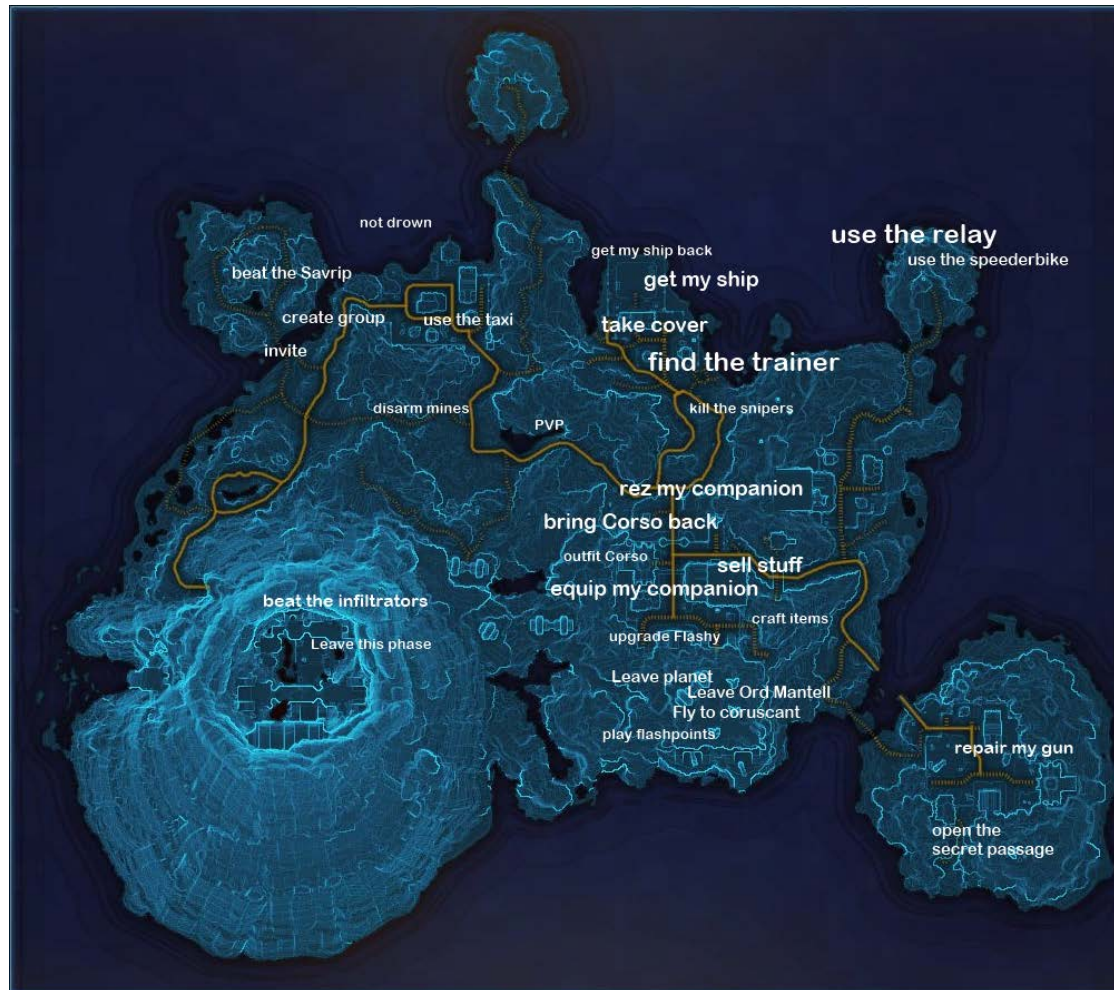 not drown
use the relay
get my ship back
use the speederbike
beat the Savrip
get my ship
create group
use the taxi
take cover
invite
find the trainer
disarm mines
kill the snipers
PVP
rez my companion
bring Corso back
outfit Corso
sell stuff
equip my companion
beat the infiltrators
craft items
upgrade Flashy
Leave this phase
Leave planet
Leave Ord Mantell
Fly to coruscant
play flashpoints
repair my gun
open the
secret passage